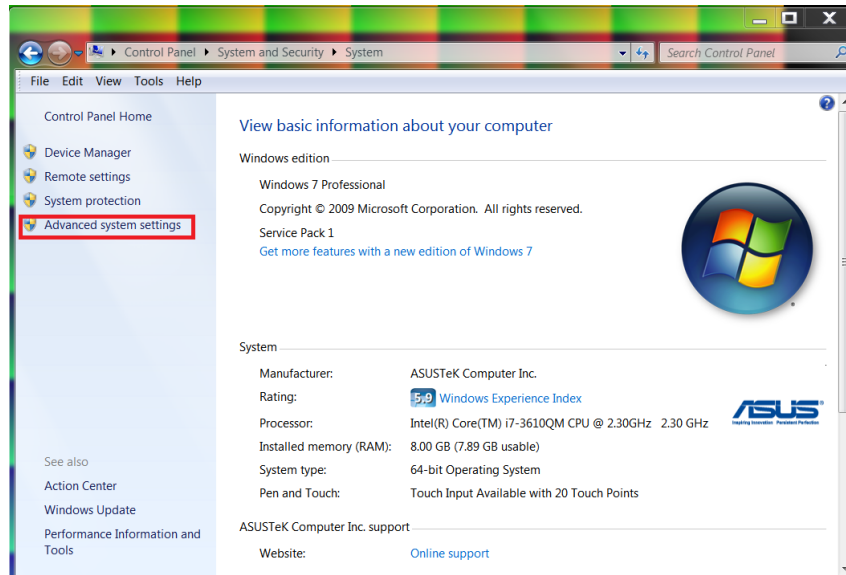 Control Panel ▸ System and Security ▸ System
Search Control Panel
File Edit View Tools Help
Control Panel Home
Device Manager
Remote settings
System protection
Advanced system settings
See also
Action Center
Windows Update
Performance Information and
Tools
View basic information about your computer
Windows edition
Windows 7 Professional
Copyright © 2009 Microsoft Corporation. All rights reserved.
Service Pack 1
Get more features with a new edition of Windows 7
System
Manufacturer: ASUSTeK Computer Inc.
Rating: 5,9 Windows Experience Index
Processor: Intel(R) Core(TM) i7-3610QM CPU @ 2.30GHz 2.30 GHz
Installed memory (RAM): 8.00 GB (7.89 GB usable)
System type: 64-bit Operating System
Pen and Touch: Touch Input Available with 20 Touch Points
ASUS
Inspiring Innovation Persistent Perfection
ASUSTeK Computer Inc. support
Website: Online support